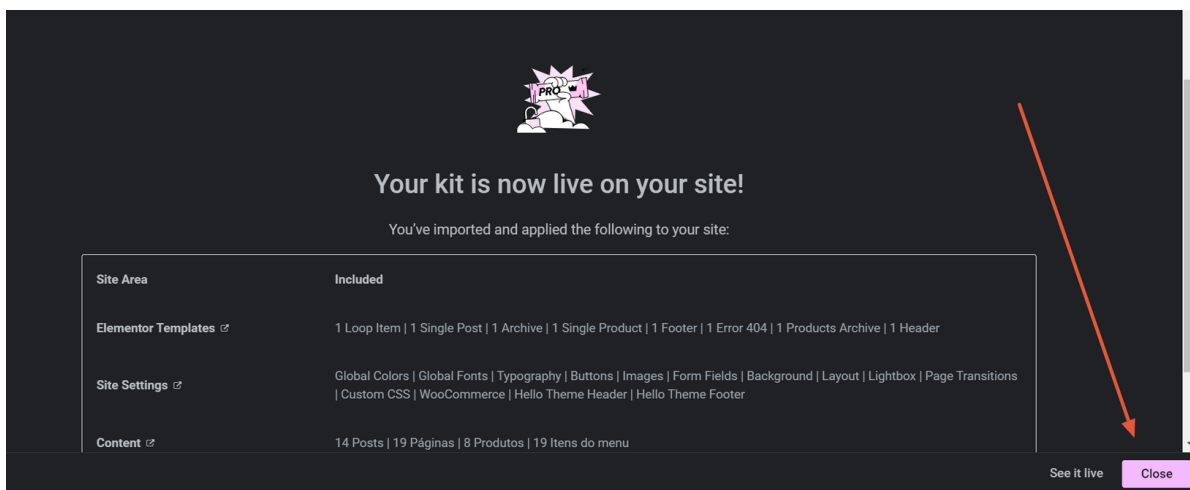 PRO
Your kit is now live on your site!
You've imported and applied the following to your site:
Site Area Included
Elementor Templates 1 Loop Item | 1 Single Post | 1 Archive | 1 Single Product | 1 Footer | 1 Error 404 | 1 Products Archive | 1 Header
Site Settings Global Colors | Global Fonts | Typography | Buttons | Images | Form Fields | Background | Layout | Lightbox | Page Transitions
| Custom CSS | WooCommerce | Hello Theme Header | Hello Theme Footer
Content 14 Posts | 19 Páginas | 8 Produtos | 19 Itens do menu
See it live Close